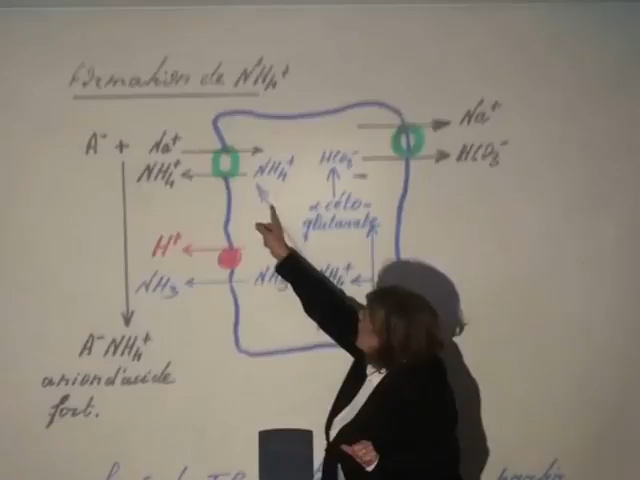 Formation de NH4+
A- + Na+
NH4+
NH4+
HCO3-
Na+
HCO3-
α céto-
glutarate
H+
NH3
NH3
NH4+
A- NH4+
anion d'acide
fort.